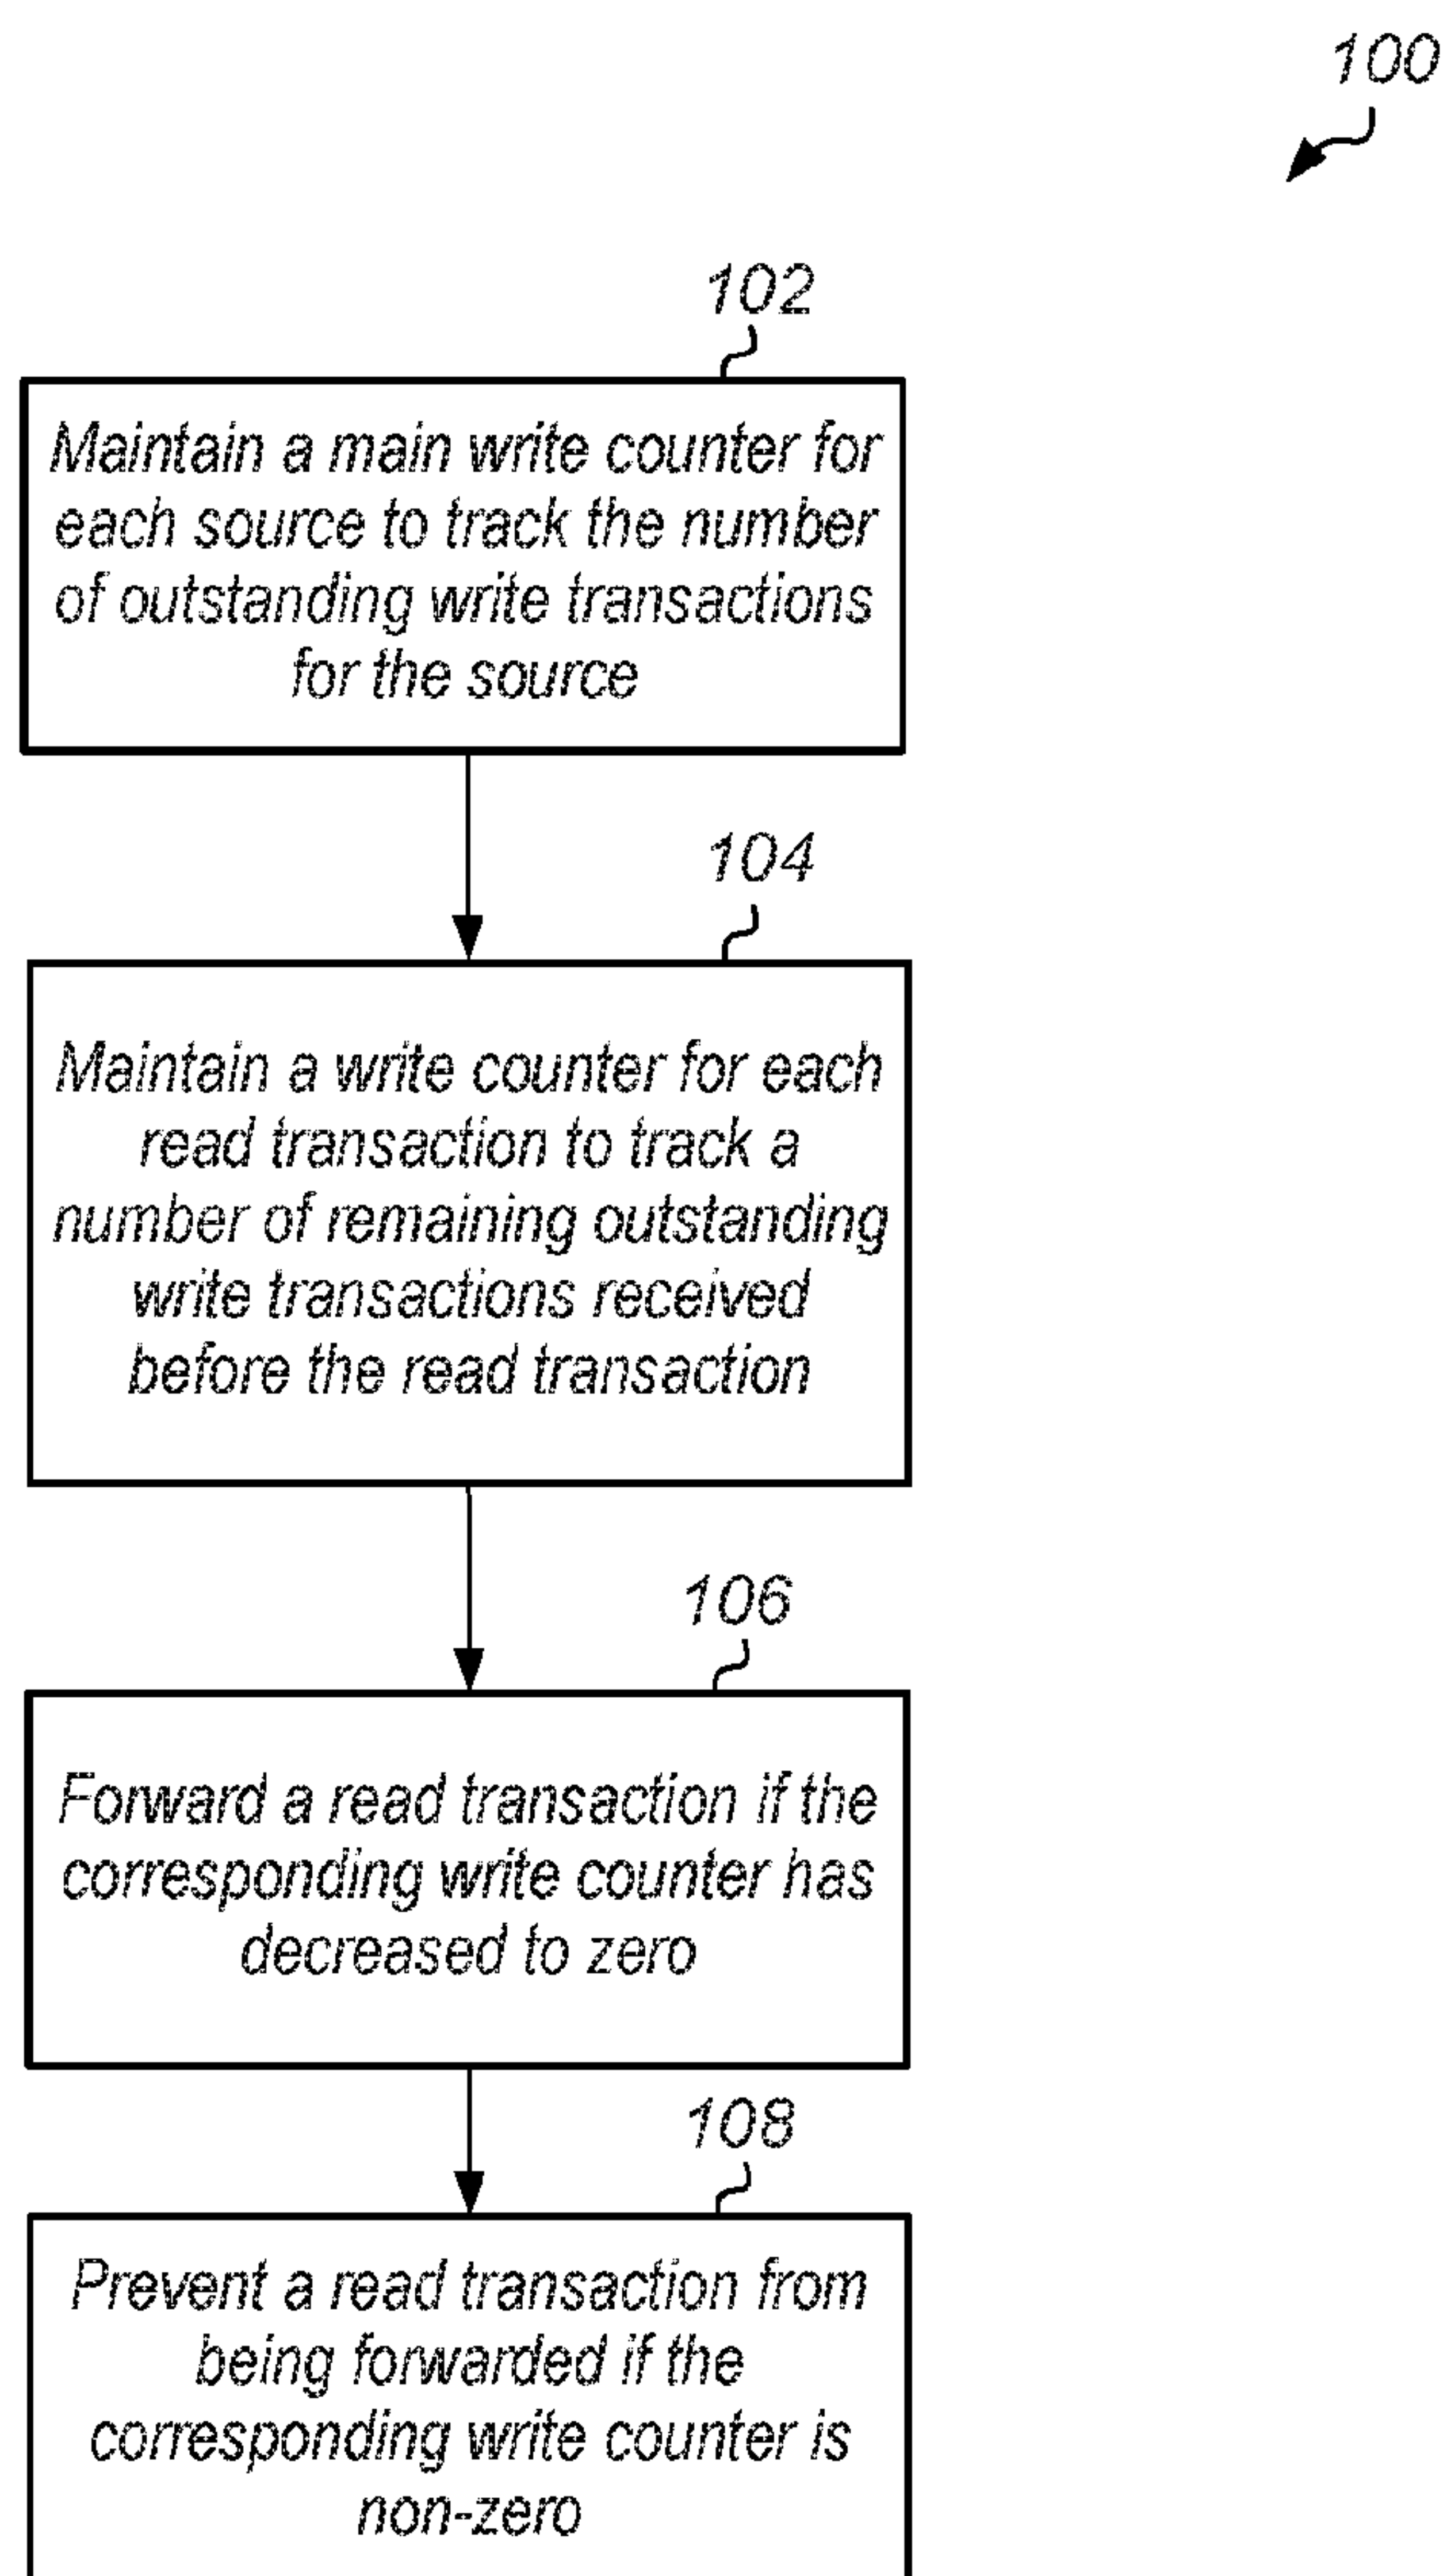 100
102
Maintain a main write counter for
each source to track the number
of outstanding write transactions
for the source
104
Maintain a write counter for each
read transaction to track a
number of remaining outstanding
write transactions received
before the read transaction
106
Forward a read transaction if the
corresponding write counter has
decreased to zero
108
Prevent a read transaction from
being forwarded if the
corresponding write counter is
non-zero